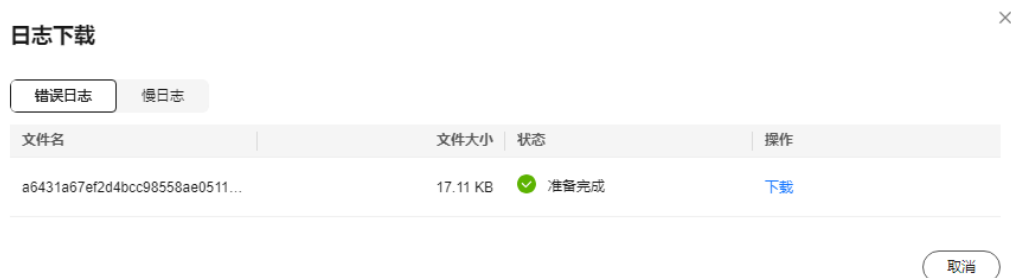 日志下载
错误日志 慢日志
文件名 文件大小 状态 操作
a6431a67ef2d4bcc98558ae0511... 17.11 KB 准备完成 下载
取消